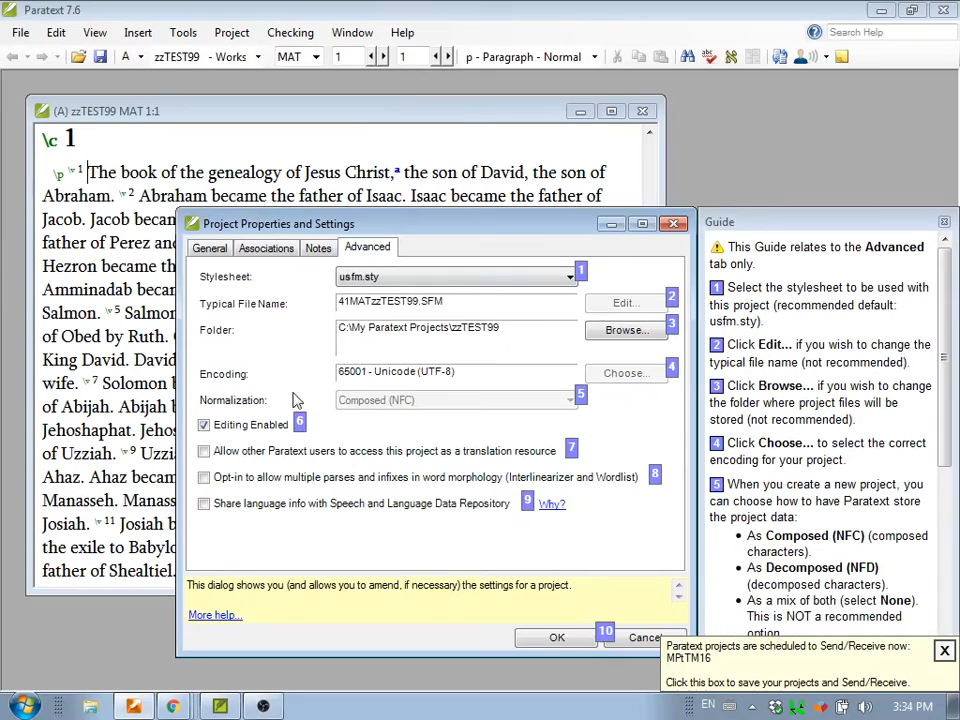 Paratext 7.6
File Edit View Insert Tools Project Checking Window Help
Search Help
A zzTEST99 - Works MAT 1 1 p - Paragraph - Normal
(A) zzTEST99 MAT 1:1
\c 1
\p \v 1 The book of the genealogy of Jesus Christ,a the son of David, the son of
Abraham. \v 2 Abraham became the father of Isaac. Isaac became the father of
Jacob. Jacob becam
father of Perez and
Hezron became tha
Amminadab became
Salmon. \v 5 Salmon
of Obed by Ruth.
King David. David
wife. \v 7 Solomon b
Abijah became the
Jehoshaphat. Jehos
of Uzziah. \v 9 Uzzi
Ahaz. Ahaz became
Manasseh. Manass
Josiah. \v 11 Josiah b
the exile to Babylo
father of Shealtiel.
Project Properties and Settings
General Associations Notes Advanced
Stylesheet: usfm.sty 1
Typical File Name: 41MATzzTEST99.SFM Edit... 2
Folder: C:\My Paratext Projects\zzTEST99 Browse... 3
Encoding: 65001 - Unicode (UTF-8) Choose... 4
Normalization: Composed (NFC) 5
Editing Enabled 6
Allow other Paratext users to access this project as a translation resource 7
Opt-in to allow multiple parses and infixes in word morphology (Interlinearizer and Wordlist) 8
Share language info with Speech and Language Data Repository 9 Why?
This dialog shows you (and allows you to amend, if necessary) the settings for a project.
More help...
OK 10 Cancel
Guide
This Guide relates to the Advanced
tab only.
1 Select the stylesheet to be used with
this project (recommended default:
usfm.sty).
2 Click Edit... if you wish to change the
typical file name (not recommended).
3 Click Browse... if you wish to change
the folder where project files will be
stored (not recommended).
4 Click Choose... to select the correct
encoding for your project.
5 When you create a new project, you
can choose how to have Paratext store
the project data:
• As Composed (NFC) (composed
characters).
• As Decomposed (NFD)
(decomposed characters).
• As a mix of both (select None).
This is NOT a recommended
option.
Paratext projects are scheduled to Send/Receive now:
MPtTM16
X
Click this box to save your projects and Send/Receive.
EN 3:34 PM